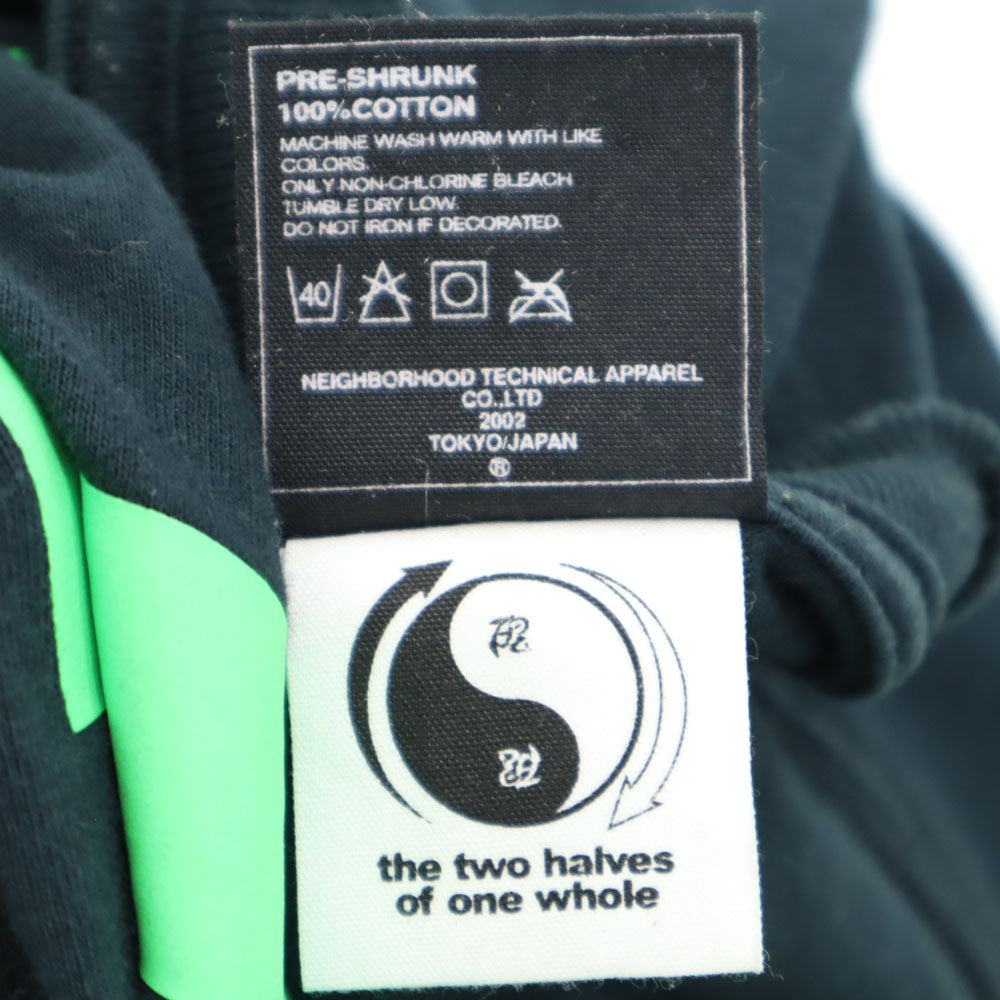 PRE-SHRUNK
100%COTTON
MACHINE WASH WARM WITH LIKE
COLORS.
ONLY NON-CHLORINE BLEACH
TUMBLE DRY LOW.
DO NOT IRON IF DECORATED.
40
NEIGHBORHOOD TECHNICAL APPAREL
CO.,LTD
2002
TOKYO/JAPAN
®
the two halves
of one whole